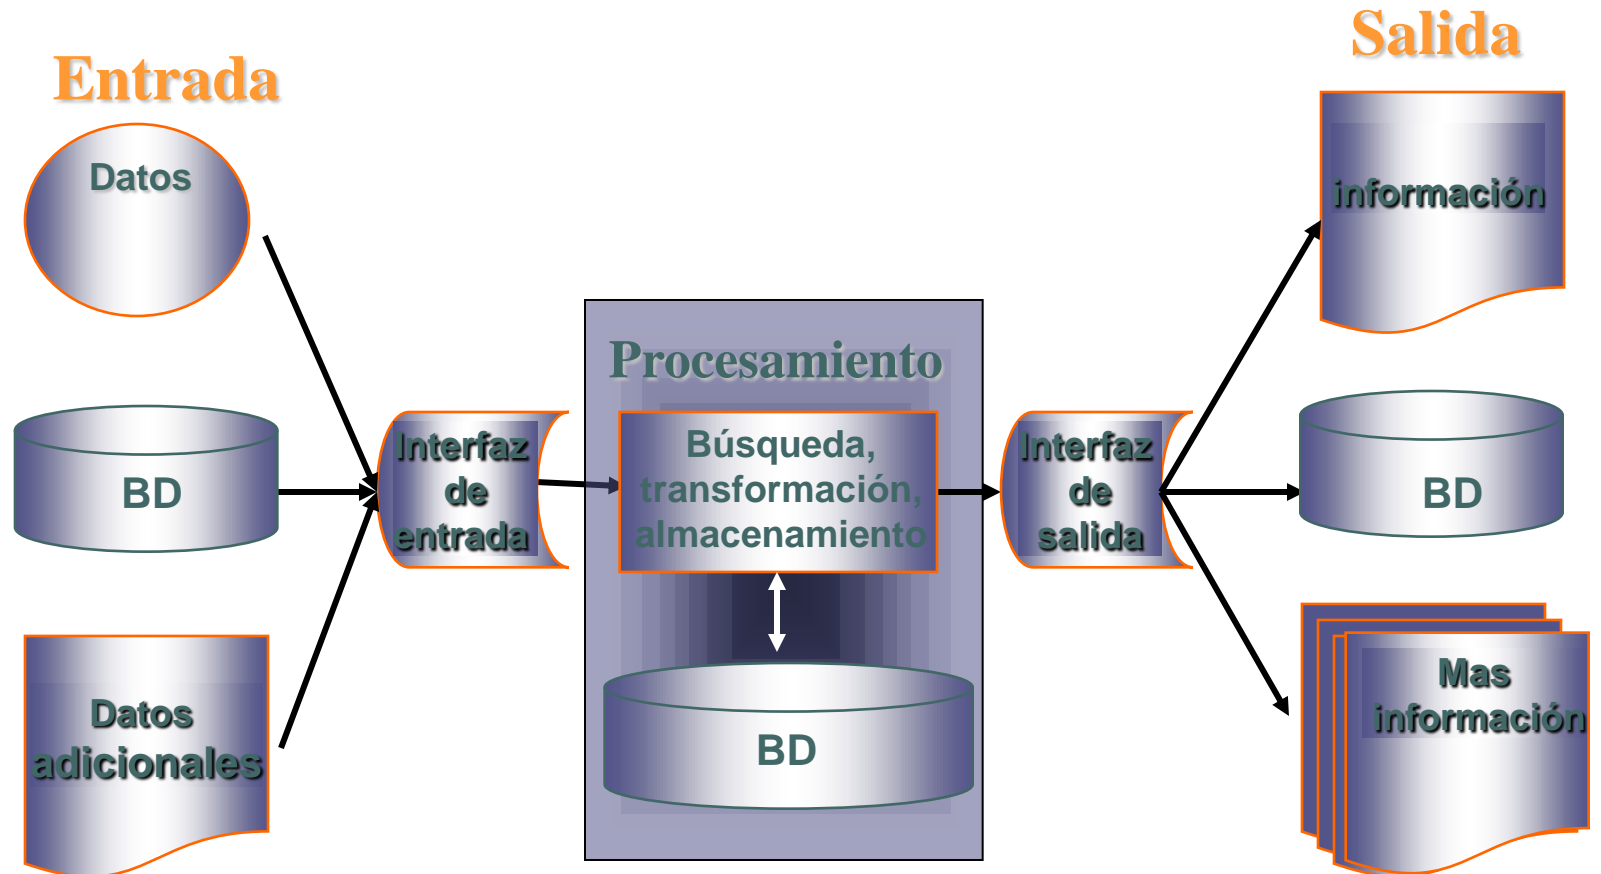 Entrada
Datos
BD
Datos
adicionales
Interfaz
de
entrada
Procesamiento
Búsqueda,
transformación,
almacenamiento
BD
Interfaz
de
salida
Salida
información
BD
Mas
información